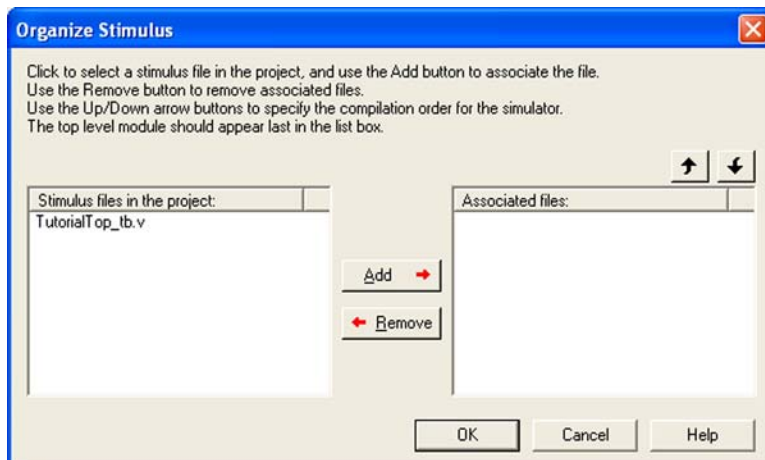 Organize Stimulus
Click to select a stimulus file in the project, and use the Add button to associate the file.
Use the Remove button to remove associated files.
Use the Up/Down arrow buttons to specify the compilation order for the simulator.
The top level module should appear last in the list box.
Stimulus files in the project:
TutorialTop_tb.v
Associated files:
Add
Remove
OK
Cancel
Help